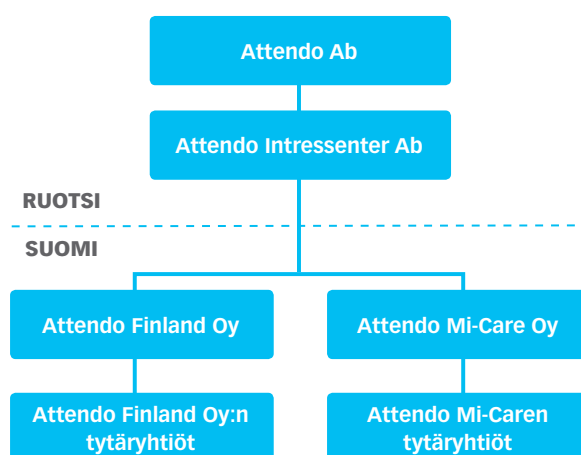 Attendo Ab
Attendo Intressenter Ab
RUOTSI
SUOMI
Attendo Finland Oy
Attendo Mi-Care Oy
Attendo Finland Oy:n
tytäryhtiöt
Attendo Mi-Caren
tytäryhtiöt